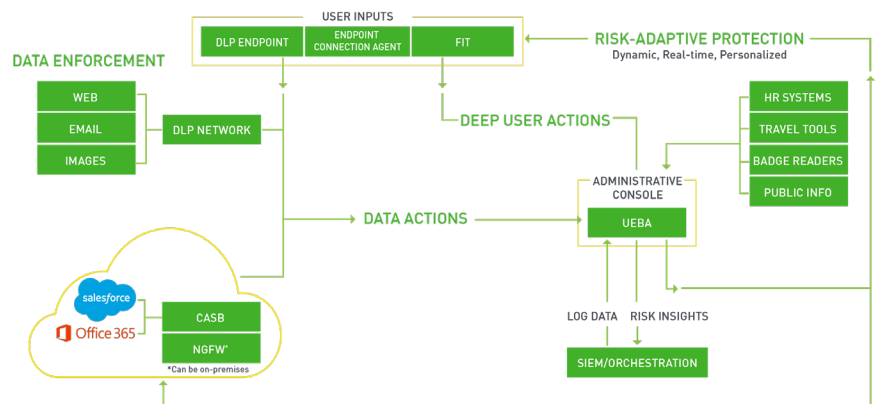 USER INPUTS
DLP ENDPOINT
ENDPOINT
CONNECTION AGENT
FIT
RISK-ADAPTIVE PROTECTION
Dynamic, Real-time, Personalized
DATA ENFORCEMENT
WEB
EMAIL
IMAGES
DLP NETWORK
DEEP USER ACTIONS
HR SYSTEMS
TRAVEL TOOLS
BADGE READERS
PUBLIC INFO
ADMINISTRATIVE
CONSOLE
UEBA
DATA ACTIONS
salesforce
Office 365
CASB
NGFW*
*Can be on-premises
LOG DATA
RISK INSIGHTS
SIEM/ORCHESTRATION